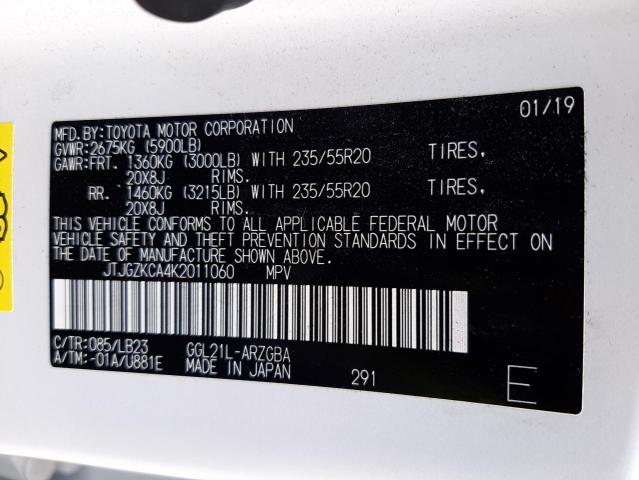 01/19
MFD.BY:TOYOTA MOTOR CORPORATION
GVWR:2675KG (5900LB)
GAWR:FRT. 1360KG (3000LB) WITH 235/55R20 TIRES,
20X8J RIMS.
RR. 1460KG (3215LB) WITH 235/55R20 TIRES,
20X8J RIMS.
THIS VEHICLE CONFORMS TO ALL APPLICABLE FEDERAL MOTOR
VEHICLE SAFETY AND THEFT PREVENTION STANDARDS IN EFFECT ON
THE DATE OF MANUFACTURE SHOWN ABOVE.
JTJGZKCA4K2011060 MPV
C/TR:085/LB23 GGL21L-ARZGBA
A/TM:-01A/U881E MADE IN JAPAN 291 E